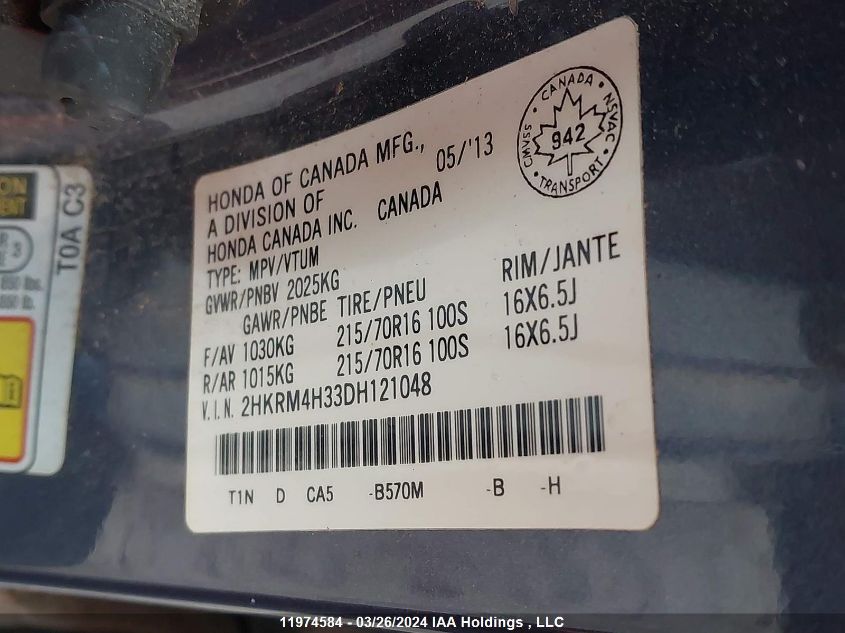 HONDA OF CANADA MFG., 05/'13
A DIVISION OF
HONDA CANADA INC. CANADA
TYPE: MPV/VTUM
GVWR/PNBV 2025KG
GAWR/PNBE TIRE/PNEU RIM/JANTE
F/AV 1030KG 215/70R16 100S 16X6.5J
R/AR 1015KG 215/70R16 100S 16X6.5J
V.I.N. 2HKRM4H33DH121048
T1N D CA5 -B570M -B -H
CANADA
NSVAC
942
CMVSS
TRANSPORT
T0A C3
11974584 - 03/26/2024 IAA Holdings , LLC